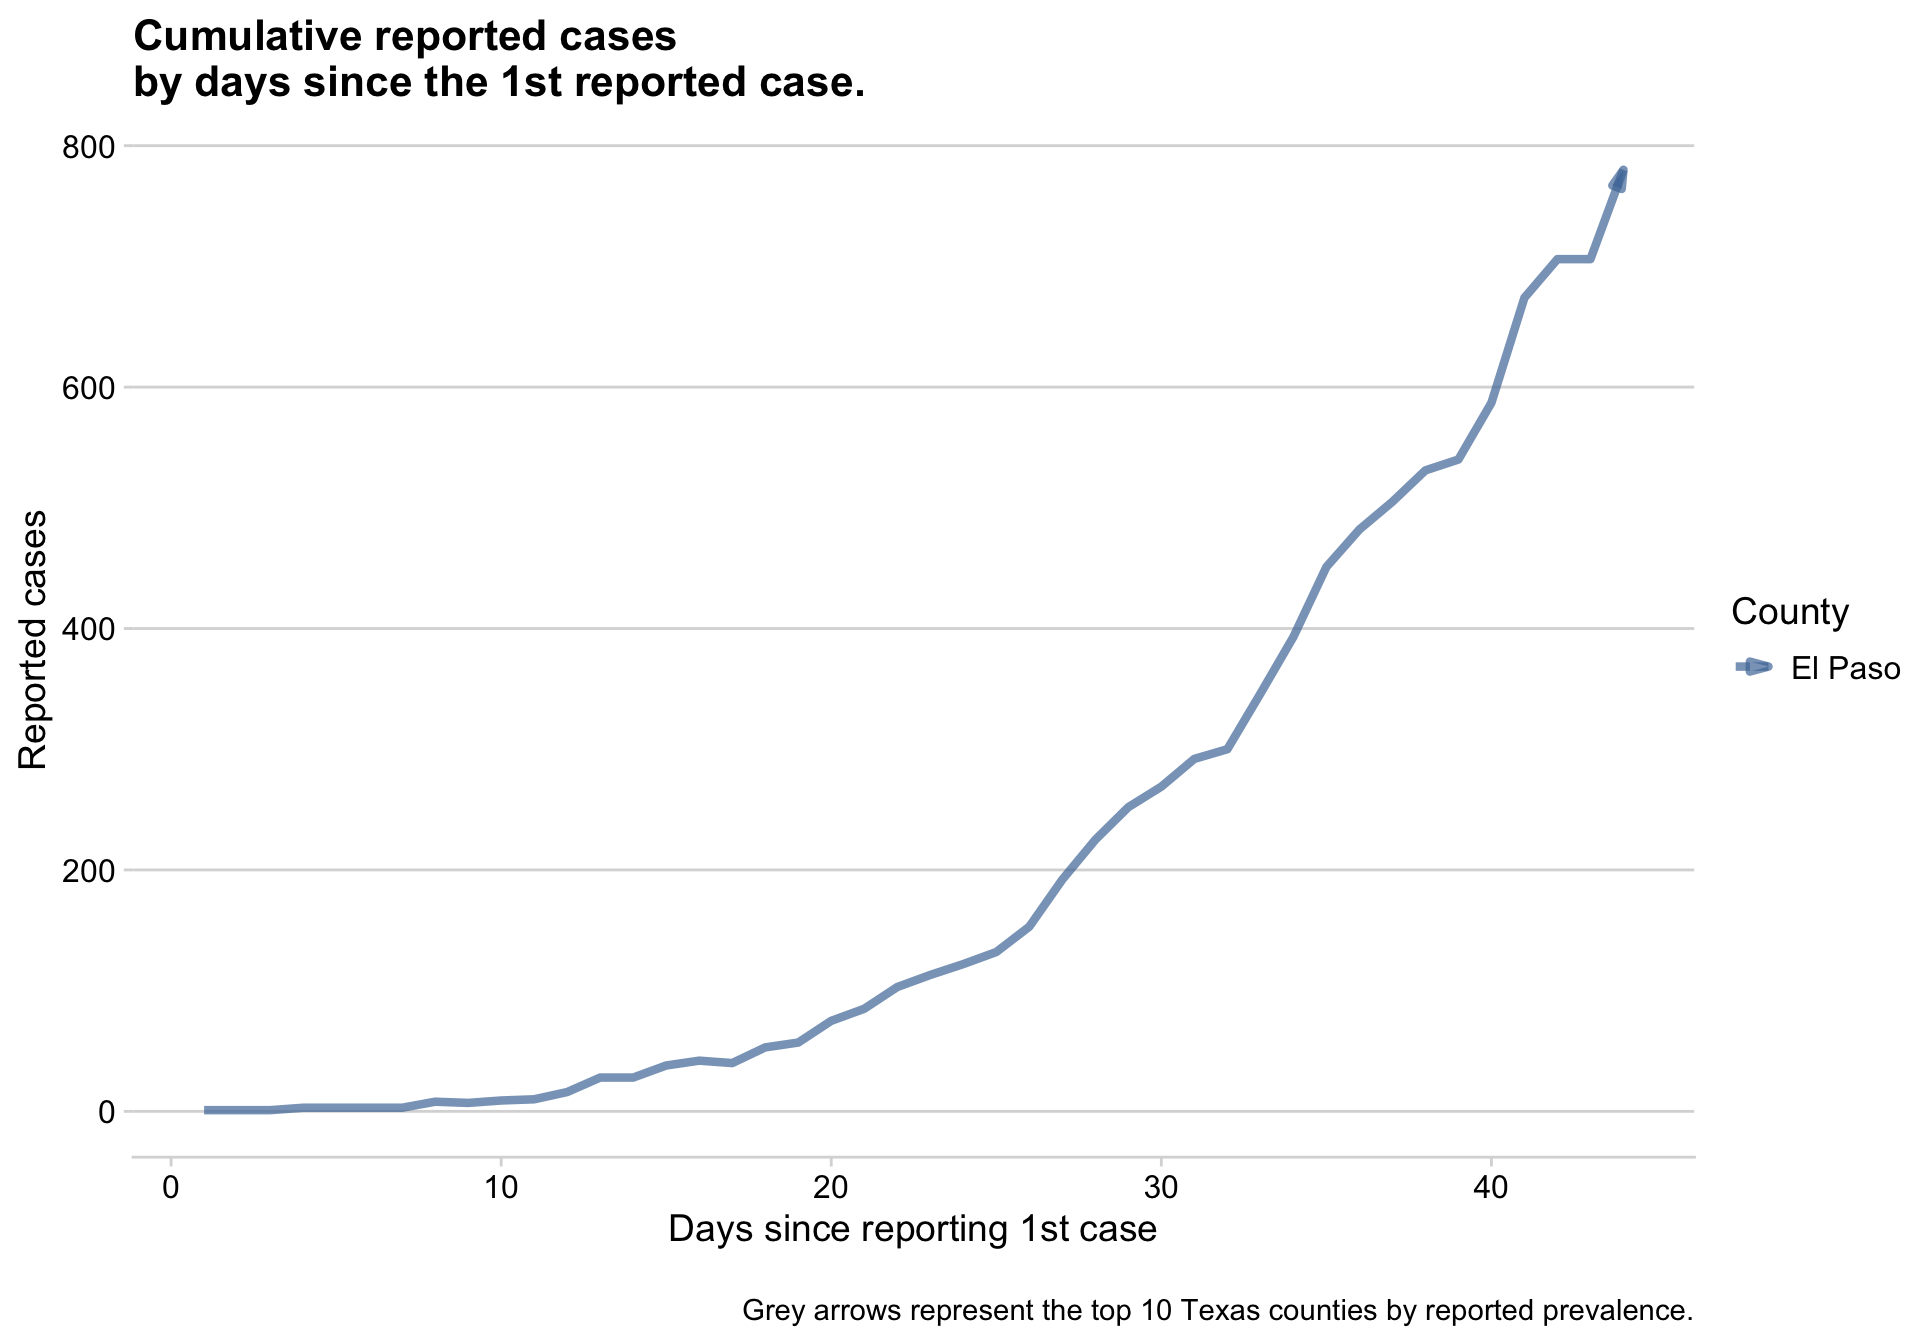 Cumulative reported cases
by days since the 1st reported case.
800
600
400
200
0
Reported cases
0 10 20 30 40
Days since reporting 1st case
County
El Paso
Grey arrows represent the top 10 Texas counties by reported prevalence.